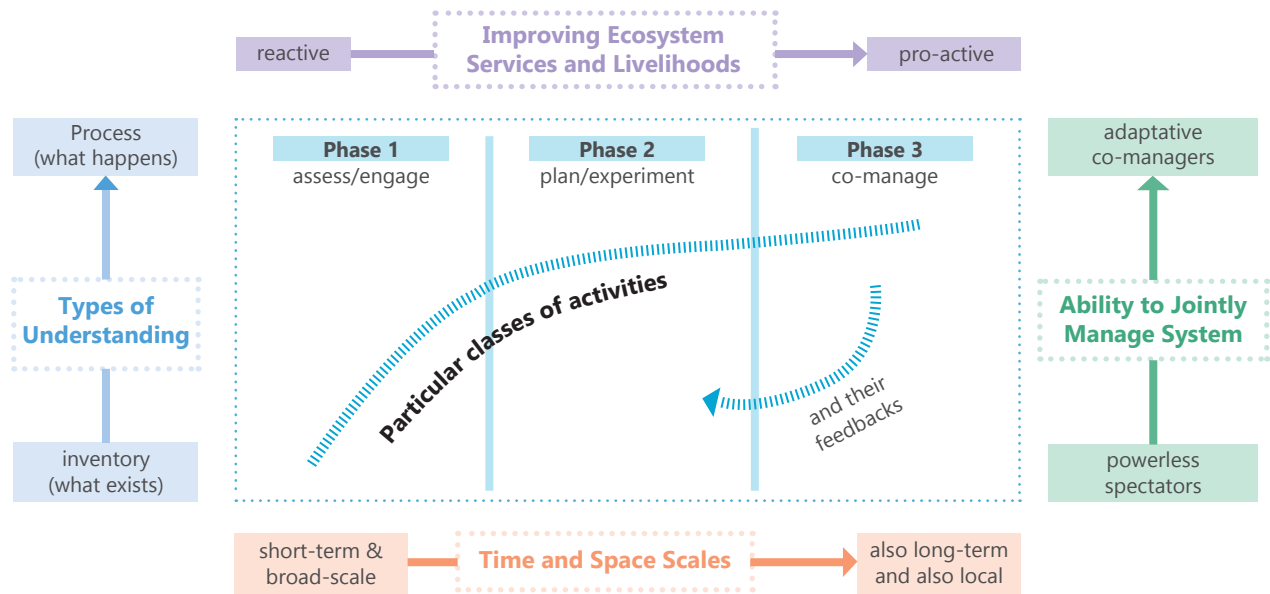 reactive
Improving Ecosystem
Services and Livelihoods
pro-active
Process
(what happens)
Types of
Understanding
inventory
(what exists)
Phase 1
assess/engage
Phase 2
plan/experiment
Phase 3
co-manage
Particular classes of activities
and their
feedbacks
adaptative
co-managers
Ability to Jointly
Manage System
powerless
spectators
short-term &
broad-scale
Time and Space Scales
also long-term
and also local